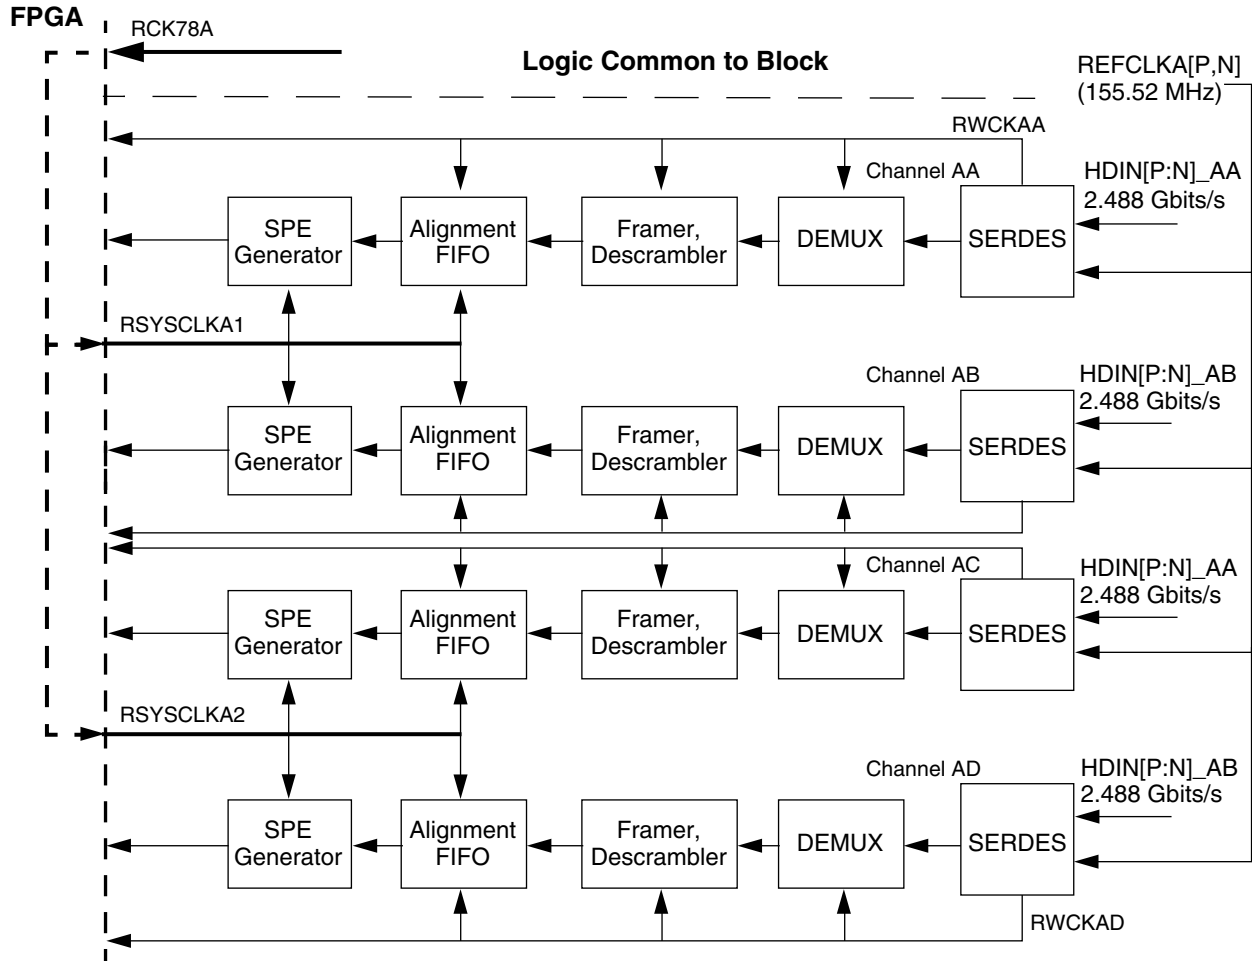 FPGA
RCK78A
Logic Common to Block
REFCLKA[P,N]
(155.52 MHz)
RWCKAA
Channel AA
HDIN[P:N]_AA
2.488 Gbits/s
SPE
Generator
Alignment
FIFO
Framer,
Descrambler
DEMUX
SERDES
RSYSCLKA1
Channel AB
HDIN[P:N]_AB
2.488 Gbits/s
SPE
Generator
Alignment
FIFO
Framer,
Descrambler
DEMUX
SERDES
Channel AC
HDIN[P:N]_AA
2.488 Gbits/s
SPE
Generator
Alignment
FIFO
Framer,
Descrambler
DEMUX
SERDES
RSYSCLKA2
Channel AD
HDIN[P:N]_AB
2.488 Gbits/s
SPE
Generator
Alignment
FIFO
Framer,
Descrambler
DEMUX
SERDES
RWCKAD